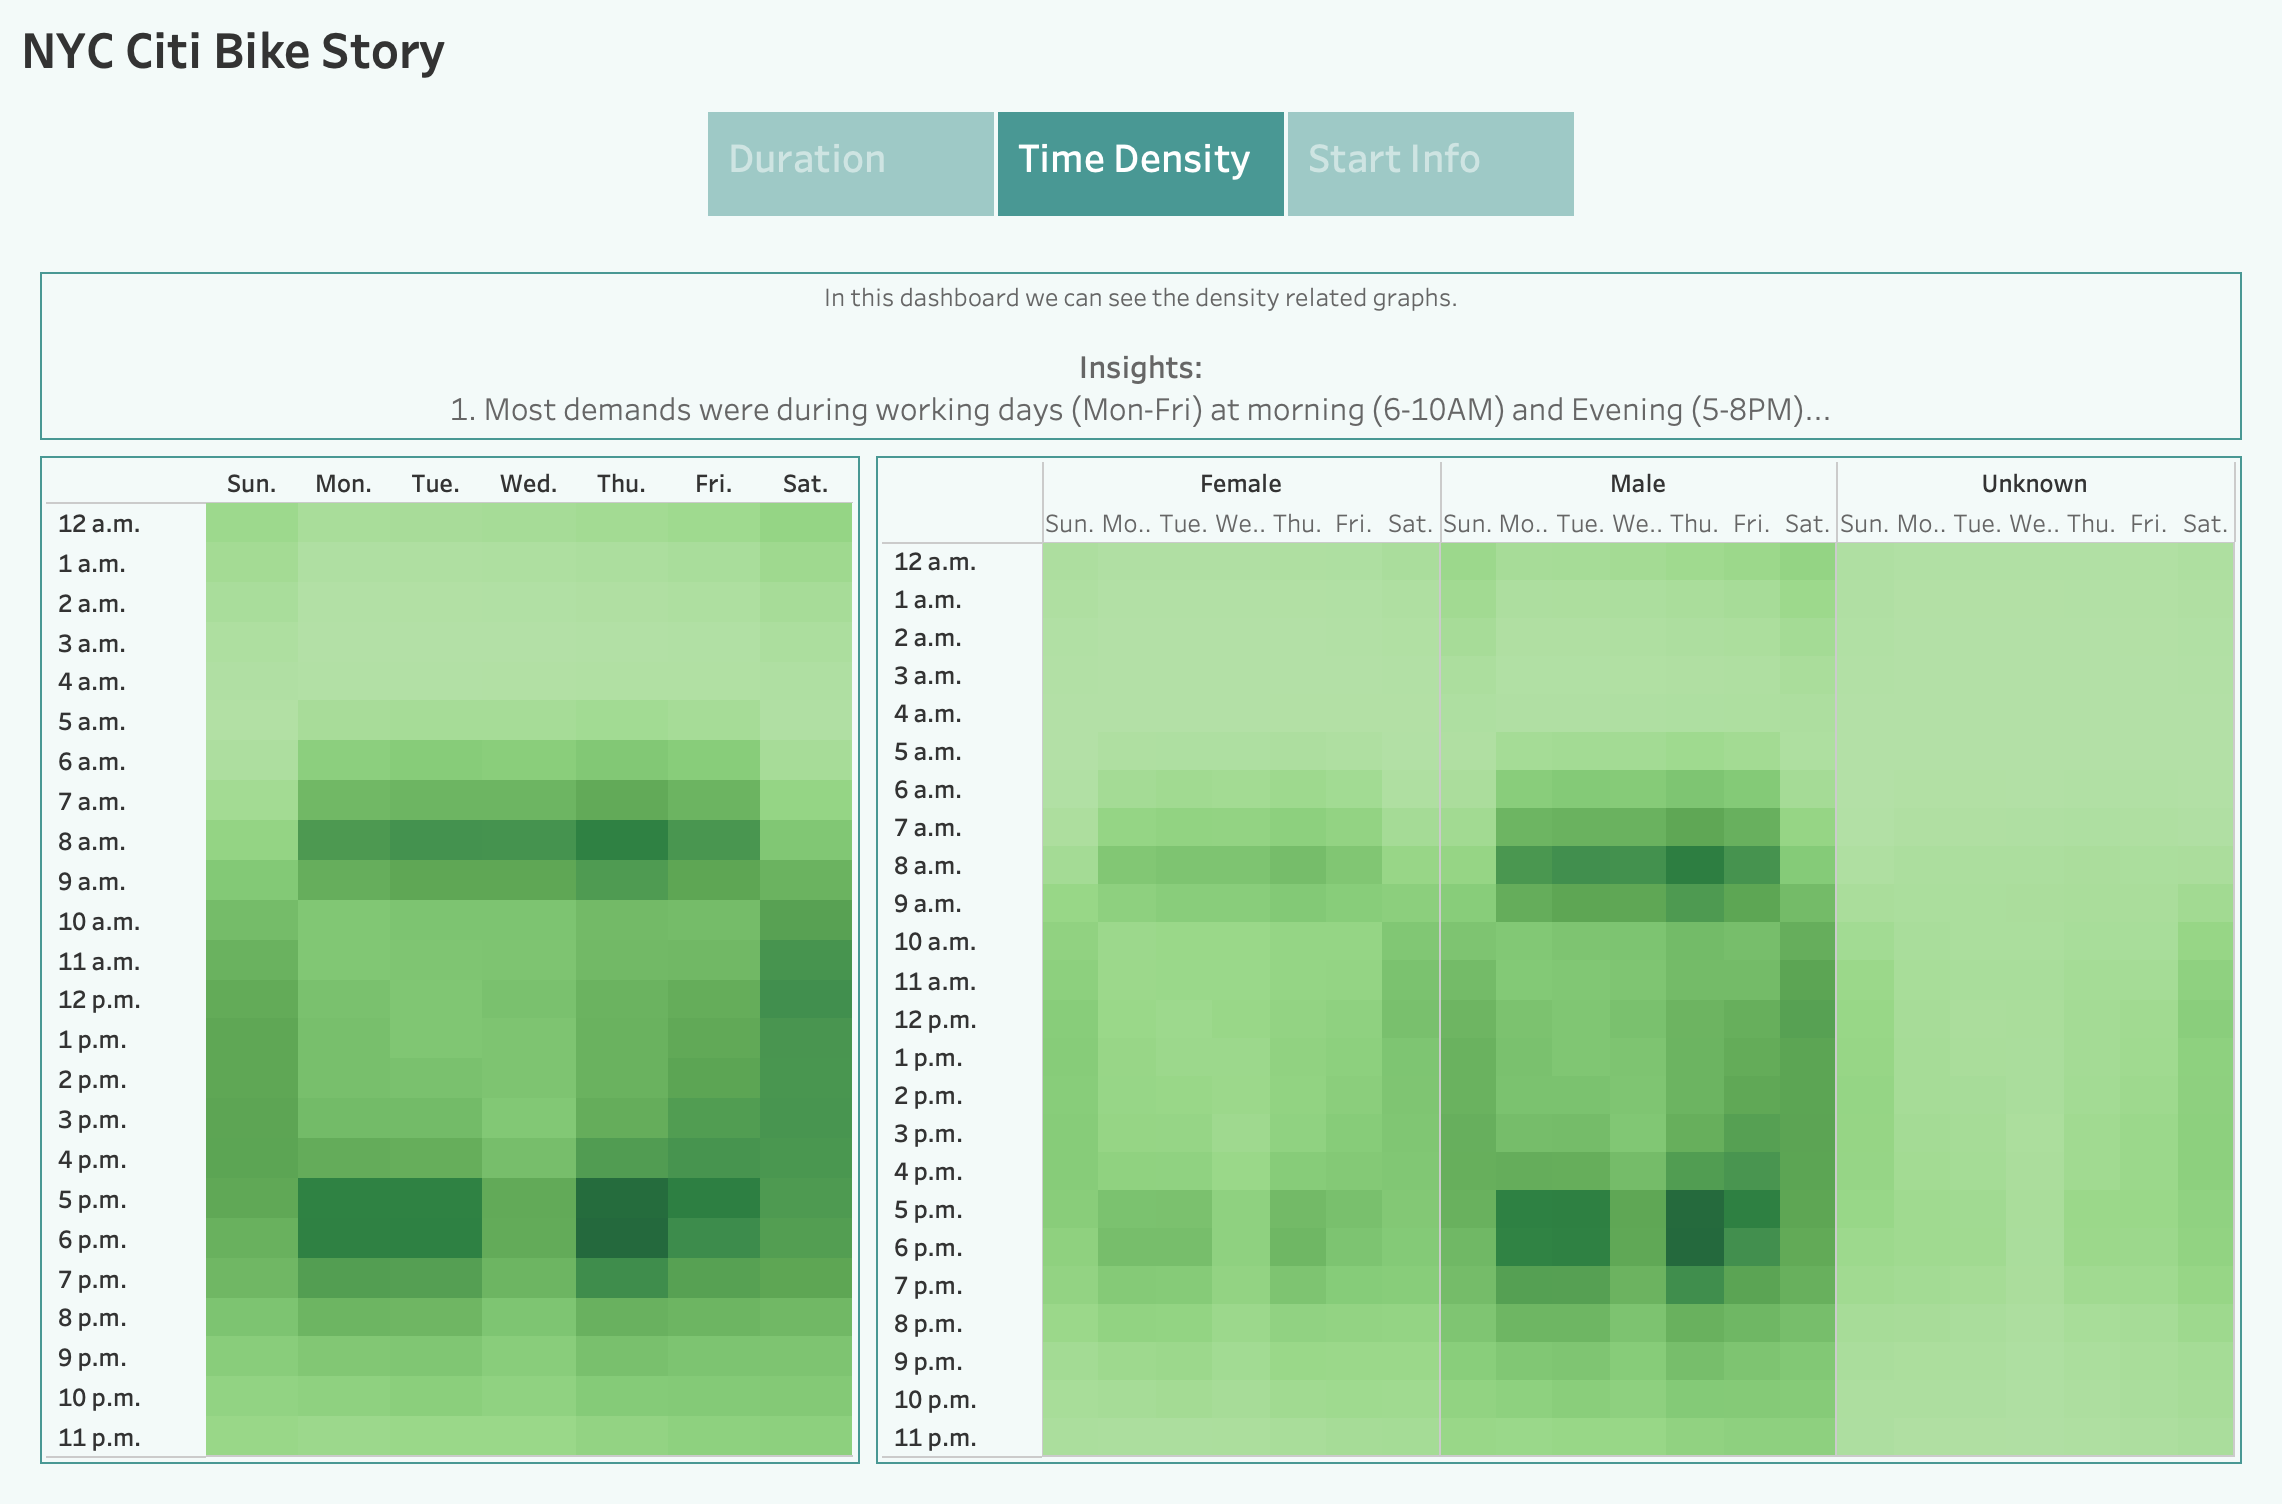 NYC Citi Bike Story
Duration
Time Density
Start Info
In this dashboard we can see the density related graphs.
Insights:
1. Most demands were during working days (Mon-Fri) at morning (6-10AM) and Evening (5-8PM)...
Sun. Mon. Tue. Wed. Thu. Fri. Sat.
12 a.m.
1 a.m.
2 a.m.
3 a.m.
4 a.m.
5 a.m.
6 a.m.
7 a.m.
8 a.m.
9 a.m.
10 a.m.
11 a.m.
12 p.m.
1 p.m.
2 p.m.
3 p.m.
4 p.m.
5 p.m.
6 p.m.
7 p.m.
8 p.m.
9 p.m.
10 p.m.
11 p.m.
Female Male Unknown
Sun. Mo.. Tue. We.. Thu. Fri. Sat. Sun. Mo.. Tue. We.. Thu. Fri. Sat. Sun. Mo.. Tue. We.. Thu. Fri. Sat.
12 a.m.
1 a.m.
2 a.m.
3 a.m.
4 a.m.
5 a.m.
6 a.m.
7 a.m.
8 a.m.
9 a.m.
10 a.m.
11 a.m.
12 p.m.
1 p.m.
2 p.m.
3 p.m.
4 p.m.
5 p.m.
6 p.m.
7 p.m.
8 p.m.
9 p.m.
10 p.m.
11 p.m.